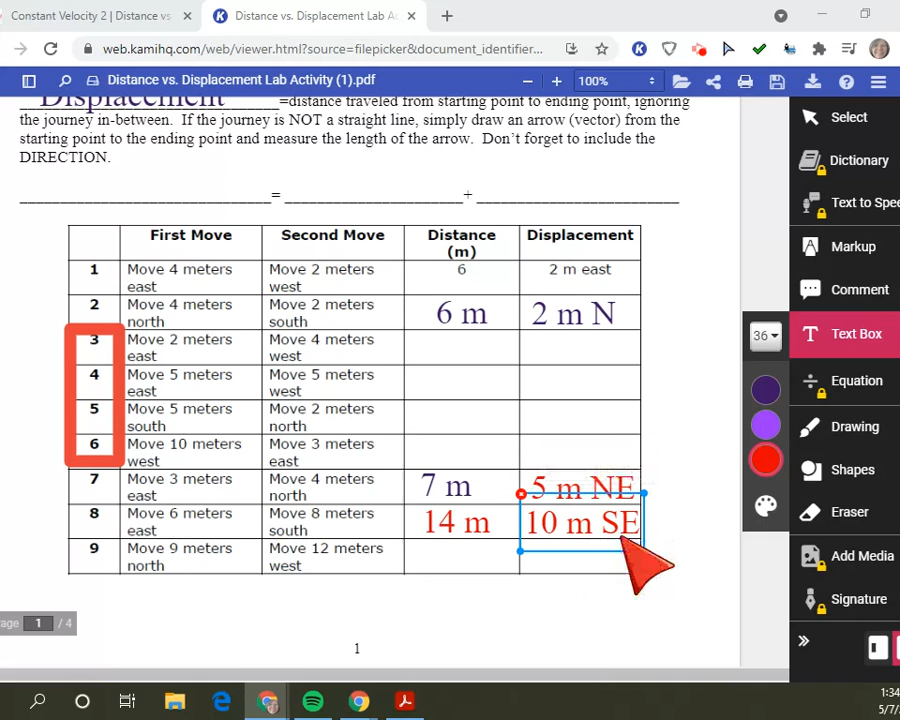 Constant Velocity 2 | Distance vs
Distance vs. Displacement Lab Ac
web.kamihq.com/web/viewer.html?source=filepicker&document_identifier...
Distance vs. Displacement Lab Activity (1).pdf
100%
Displacement =distance traveled from starting point to ending point, ignoring
the journey in-between. If the journey is NOT a straight line, simply draw an arrow (vector) from the
starting point to the ending point and measure the length of the arrow. Don't forget to include the
DIRECTION.
= +
First Move Second Move Distance (m) Displacement
1 Move 4 meters east Move 2 meters west 6 2 m east
2 Move 4 meters north Move 2 meters south 6 m 2 m N
3 Move 2 meters east Move 4 meters west
4 Move 5 meters east Move 5 meters west
5 Move 5 meters south Move 2 meters north
6 Move 10 meters west Move 3 meters east
7 Move 3 meters east Move 4 meters north 7 m 5 m NE
8 Move 6 meters east Move 8 meters south 14 m 10 m SE
9 Move 9 meters north Move 12 meters west
1
age 1 / 4
Select
Dictionary
Text to Spe
Markup
Comment
36 T Text Box
Equation
Drawing
Shapes
Eraser
Add Media
Signature
1:34
5/7/